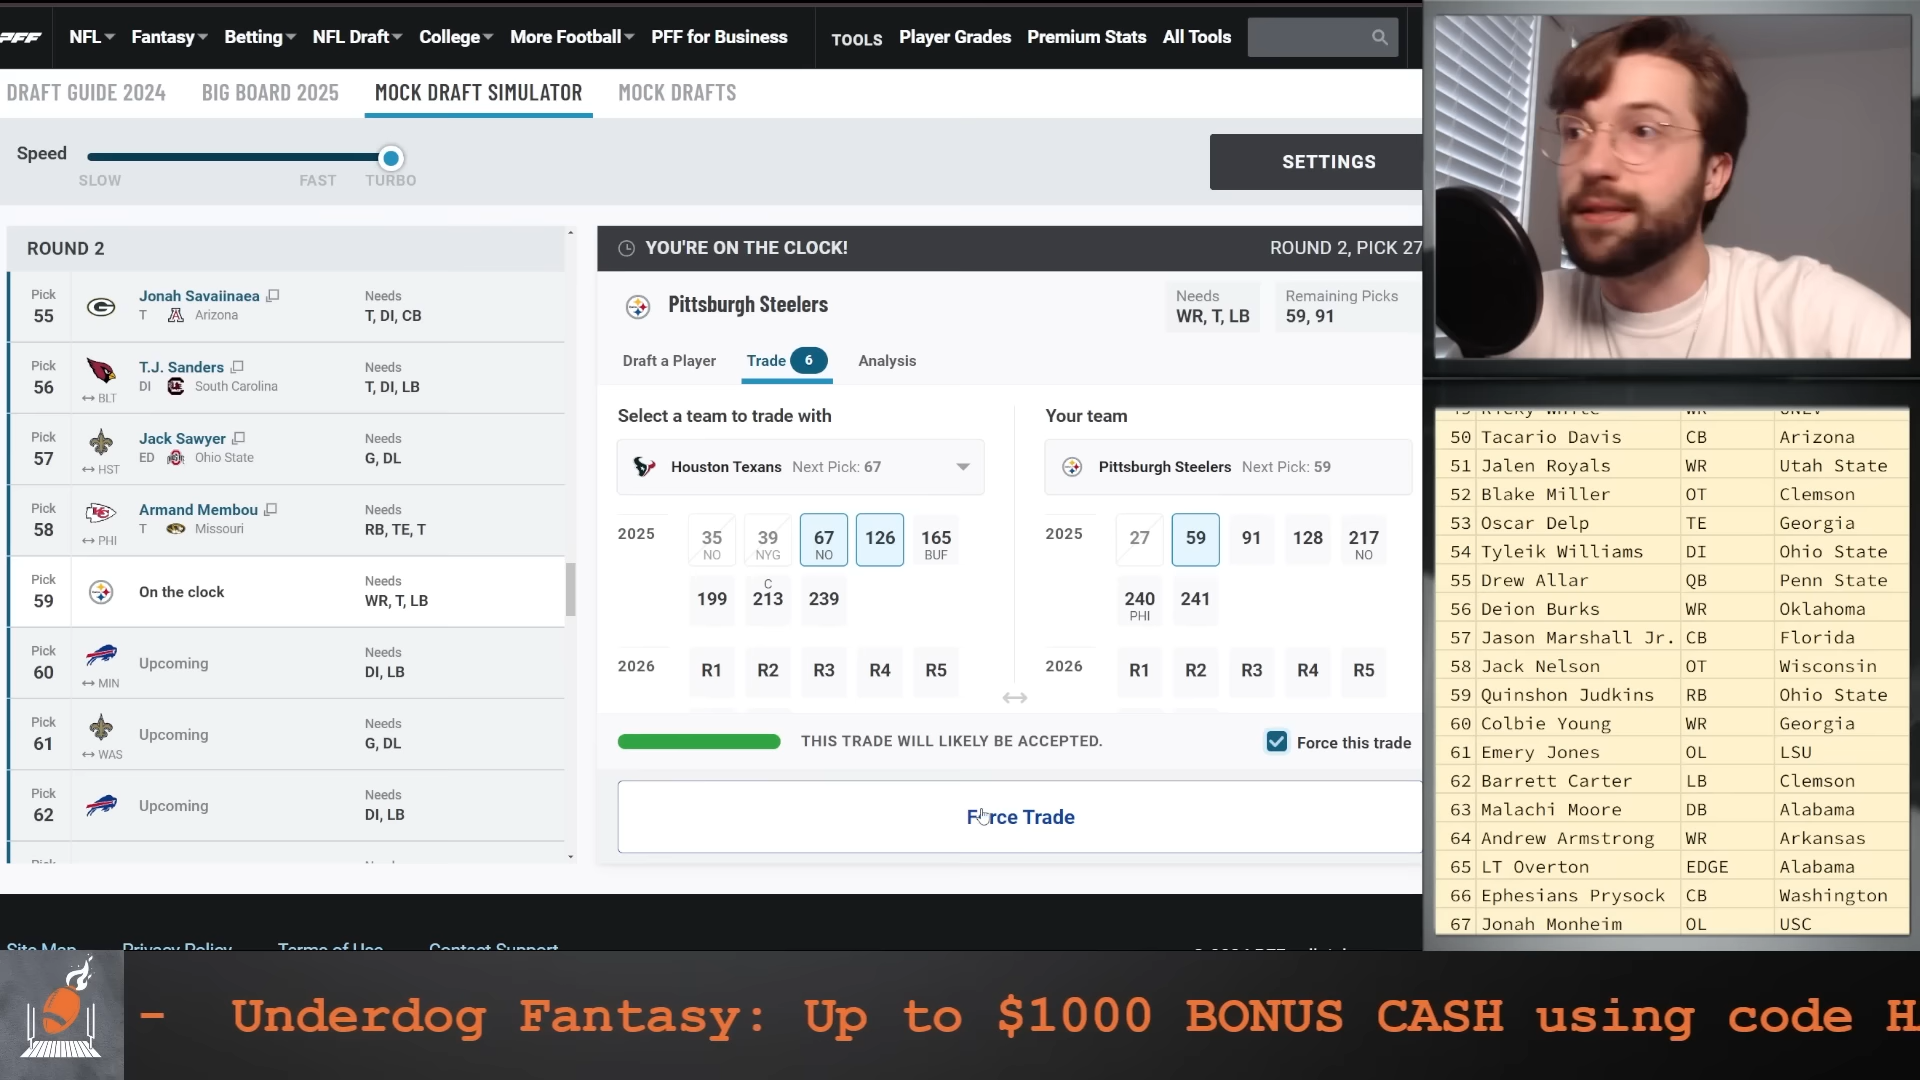 PFF NFL Fantasy Betting NFL Draft College More Football PFF for Business TOOLS Player Grades Premium Stats All Tools
DRAFT GUIDE 2024 BIG BOARD 2025 MOCK DRAFT SIMULATOR MOCK DRAFTS
Speed
SLOW FAST TURBO
SETTINGS
ROUND 2
Pick 55 Jonah Savaiinaea T Arizona Needs T, DI, CB
Pick 56 BLT T.J. Sanders DI South Carolina Needs T, DI, LB
Pick 57 HST Jack Sawyer ED Ohio State Needs G, DL
Pick 58 PHI Armand Membou T Missouri Needs RB, TE, T
Pick 59 On the clock Needs WR, T, LB
Pick 60 MIN Upcoming Needs DI, LB
Pick 61 WAS Upcoming Needs G, DL
Pick 62 Upcoming Needs DI, LB
YOU'RE ON THE CLOCK! ROUND 2, PICK 27
Pittsburgh Steelers
Needs
WR, T, LB
Remaining Picks
59, 91
Draft a Player Trade 6 Analysis
Select a team to trade with
Houston Texans Next Pick: 67
2025 35 NO 39 NYG 67 NO 126 165 BUF
199 C 213 239
2026 R1 R2 R3 R4 R5
Your team
Pittsburgh Steelers Next Pick: 59
2025 27 59 91 128 217 NO
240 PHI 241
2026 R1 R2 R3 R4 R5
THIS TRADE WILL LIKELY BE ACCEPTED. Force this trade
Force Trade
50 Tacario Davis CB Arizona
51 Jalen Royals WR Utah State
52 Blake Miller OT Clemson
53 Oscar Delp TE Georgia
54 Tyleik Williams DI Ohio State
55 Drew Allar QB Penn State
56 Deion Burks WR Oklahoma
57 Jason Marshall Jr. CB Florida
58 Jack Nelson OT Wisconsin
59 Quinshon Judkins RB Ohio State
60 Colbie Young WR Georgia
61 Emery Jones OL LSU
62 Barrett Carter LB Clemson
63 Malachi Moore DB Alabama
64 Andrew Armstrong WR Arkansas
65 LT Overton EDGE Alabama
66 Ephesians Prysock CB Washington
67 Jonah Monheim OL USC
Site Map Privacy Policy Terms of Use Contact Support
- Underdog Fantasy: Up to $1000 BONUS CASH using code H